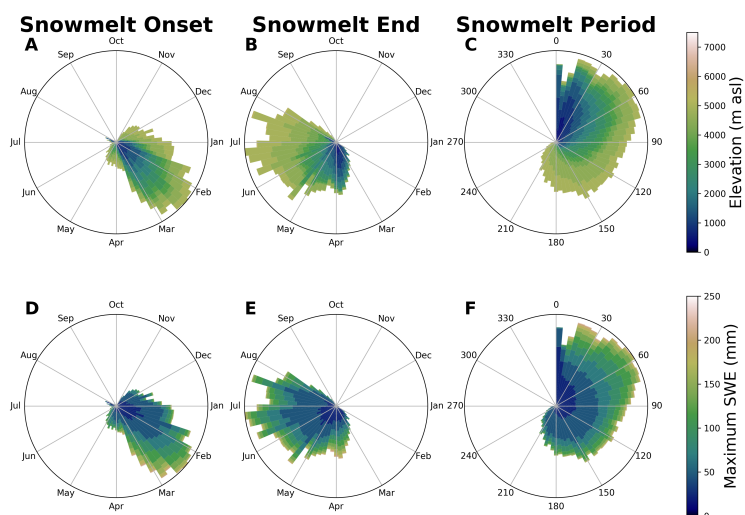 Snowmelt Onset
Snowmelt End
Snowmelt Period
A
Oct
Nov
Dec
Jan
Feb
Mar
Apr
May
Jun
Jul
Aug
Sep
B
Oct
Nov
Dec
Jan
Feb
Mar
Apr
May
Jun
Jul
Aug
Sep
C
0
30
60
90
120
150
180
210
240
270
300
330
7000
6000
5000
4000
3000
2000
1000
0
Elevation (m asl)
D
Oct
Nov
Dec
Jan
Feb
Mar
Apr
May
Jun
Jul
Aug
Sep
E
Oct
Nov
Dec
Jan
Feb
Mar
Apr
May
Jun
Jul
Aug
Sep
F
0
30
60
90
120
150
180
210
240
270
300
330
250
200
150
100
50
0
Maximum SWE (mm)